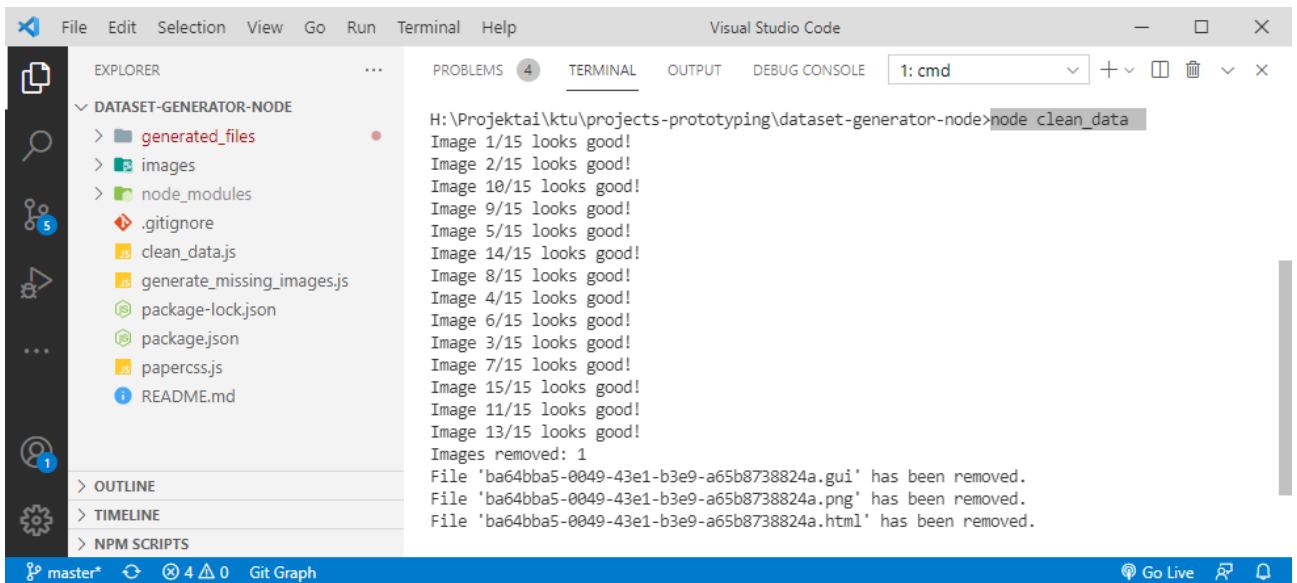 File Edit Selection View Go Run Terminal Help Visual Studio Code
EXPLORER
DATASET-GENERATOR-NODE
generated_files
images
node_modules
.gitignore
JS clean_data.js
JS generate_missing_images.js
JS package-lock.json
JS package.json
JS papercss.js
README.md
OUTLINE
TIMELINE
NPM SCRIPTS
5
1
PROBLEMS 4 TERMINAL OUTPUT DEBUG CONSOLE 1: cmd
H:\Projektai\ktu\projects-prototyping\dataset-generator-node>node clean_data
Image 1/15 looks good!
Image 2/15 looks good!
Image 10/15 looks good!
Image 9/15 looks good!
Image 5/15 looks good!
Image 14/15 looks good!
Image 8/15 looks good!
Image 4/15 looks good!
Image 6/15 looks good!
Image 3/15 looks good!
Image 7/15 looks good!
Image 15/15 looks good!
Image 11/15 looks good!
Image 13/15 looks good!
Images removed: 1
File 'ba64bba5-0049-43e1-b3e9-a65b8738824a.gui' has been removed.
File 'ba64bba5-0049-43e1-b3e9-a65b8738824a.png' has been removed.
File 'ba64bba5-0049-43e1-b3e9-a65b8738824a.html' has been removed.
master* 4 0 Git Graph Go Live